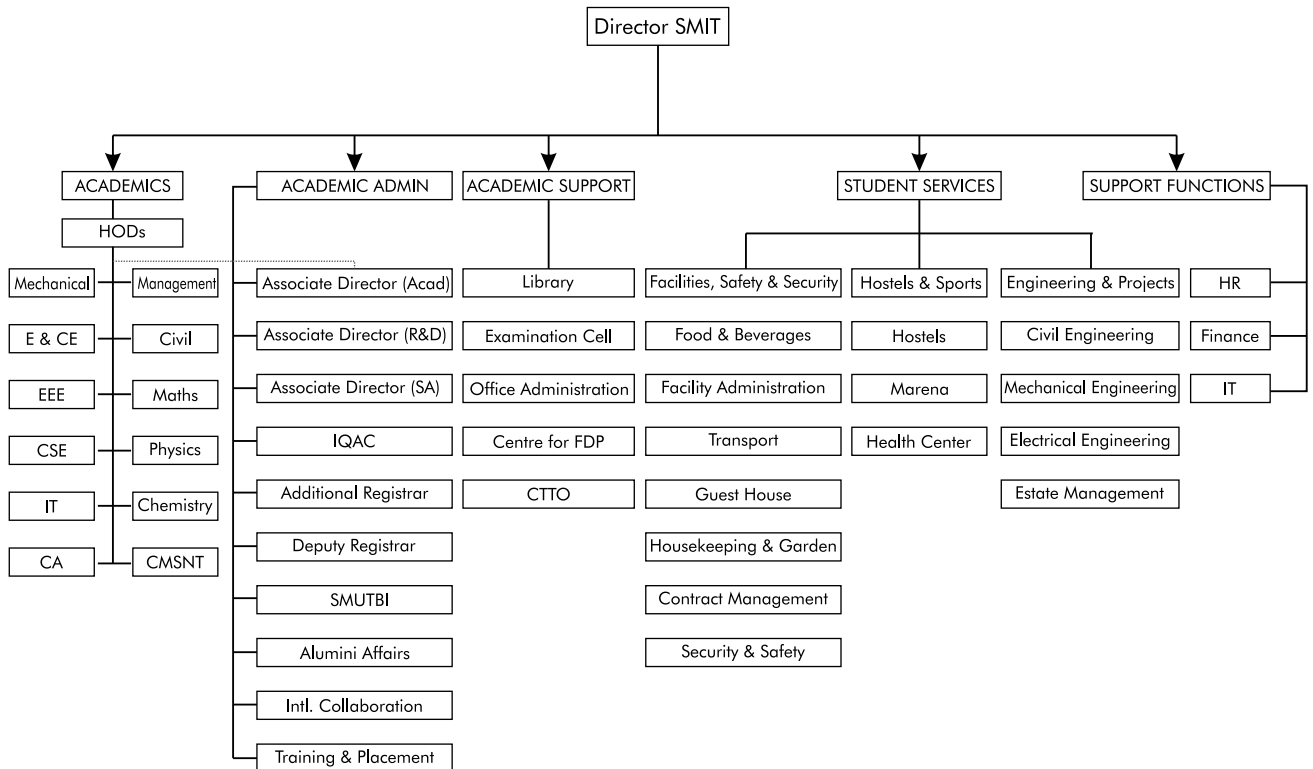 Director SMIT
ACADEMICS
ACADEMIC ADMIN
ACADEMIC SUPPORT
STUDENT SERVICES
SUPPORT FUNCTIONS
HODs
Mechanical
Management
E & CE
Civil
EEE
Maths
CSE
Physics
IT
Chemistry
CA
CMSNT
Associate Director (Acad)
Associate Director (R&D)
Associate Director (SA)
IQAC
Additional Registrar
Deputy Registrar
SMUTBI
Alumini Affairs
Intl. Collaboration
Training & Placement
Library
Examination Cell
Office Administration
Centre for FDP
CTTO
Facilities, Safety & Security
Food & Beverages
Facility Administration
Transport
Guest House
Housekeeping & Garden
Contract Management
Security & Safety
Hostels & Sports
Hostels
Marena
Health Center
Engineering & Projects
Civil Engineering
Mechanical Engineering
Electrical Engineering
Estate Management
HR
Finance
IT